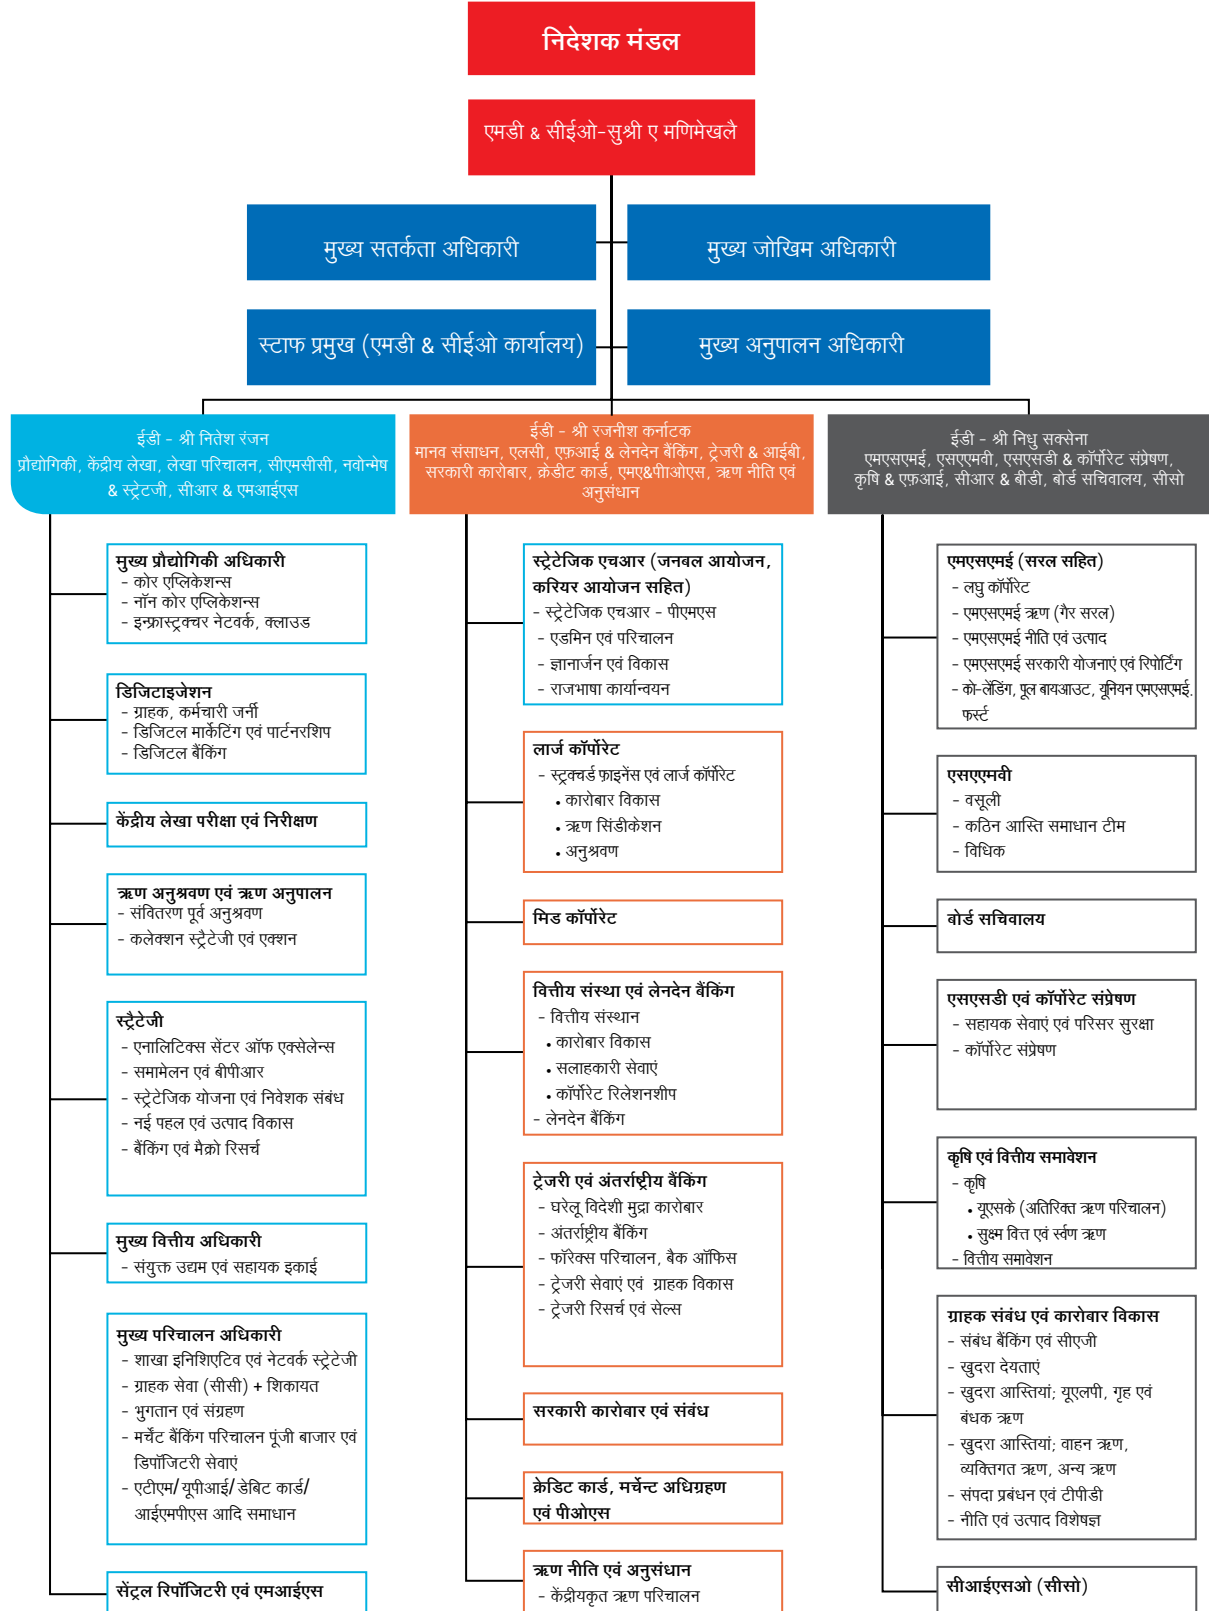 निदेशक मंडल
एमडी & सीईओ-सुश्री ए मणिमेखलै
मुख्य सतर्कता अधिकारी
मुख्य जोखिम अधिकारी
स्टाफ प्रमुख (एमडी & सीईओ कार्यालय)
मुख्य अनुपालन अधिकारी
ईडी - श्री नितेश रंजन
प्रौद्योगिकी, केंद्रीय लेखा, लेखा परिचालन, सीएमसीसी, नवोन्मेष
& स्ट्रेटजी, सीआर & एमआईएस
मुख्य प्रौद्योगिकी अधिकारी
- कोर एप्लिकेशन्स
- नॉन कोर एप्लिकेशन्स
- इन्फ्रास्ट्रक्चर नेटवर्क, क्लाउड
डिजिटाइजेशन
- ग्राहक, कर्मचारी जर्नी
- डिजिटल मार्केटिंग एवं पार्टनरशिप
- डिजिटल बैंकिंग
केंद्रीय लेखा परीक्षा एवं निरीक्षण
ऋण अनुश्रवण एवं ऋण अनुपालन
- संवितरण पूर्व अनुश्रवण
- कलेक्शन स्ट्रैटेजी एवं एक्शन
स्ट्रैटेजी
- एनालिटिक्स सेंटर ऑफ एक्सेलेन्स
- समामेलन एवं बीपीआर
- स्ट्रेटेजिक योजना एवं निवेशक संबंध
- नई पहल एवं उत्पाद विकास
- बैंकिंग एवं मैक्रो रिसर्च
मुख्य वित्तीय अधिकारी
- संयुक्त उद्यम एवं सहायक इकाई
मुख्य परिचालन अधिकारी
- शाखा इनिशिएटिव एवं नेटवर्क स्ट्रेटेजी
- ग्राहक सेवा (सीसी) + शिकायत
- भुगतान एवं संग्रहण
- मर्चेंट बैंकिंग परिचालन पूंजी बाजार एवं
डिपॉजिटरी सेवाएं
- एटीएम/यूपीआई/डेबिट कार्ड/
आईएमपीएस आदि समाधान
सेंट्रल रिपॉजिटरी एवं एमआईएस
ईडी - श्री रजनीश कर्नाटक
मानव संसाधन, एलसी, एफ़आई & लेनदेन बैंकिंग, ट्रेजरी & आईबी,
सरकारी कारोबार, क्रेडीट कार्ड, एमए&पीाओएस, ऋण नीति एवं
अनुसंधान
स्ट्रेटेजिक एचआर (जनबल आयोजन,
करियर आयोजन सहित)
- स्ट्रेटेजिक एचआर - पीएमएस
- एडमिन एवं परिचालन
- ज्ञानार्जन एवं विकास
- राजभाषा कार्यान्वयन
लार्ज कॉर्पोरेट
- स्ट्रक्चर्ड फ़ाइनेंस एवं लार्ज कॉर्पोरेट
• कारोबार विकास
• ऋण सिंडीकेशन
• अनुश्रवण
मिड कॉर्पोरेट
वित्तीय संस्था एवं लेनदेन बैंकिंग
- वित्तीय संस्थान
• कारोबार विकास
• सलाहकारी सेवाएं
• कॉर्पोरेट रिलेशनशीप
- लेनदेन बैंकिंग
ट्रेजरी एवं अंतर्राष्ट्रीय बैंकिंग
- घरेलू विदेशी मुद्रा कारोबार
- अंतर्राष्ट्रीय बैंकिंग
- फॉरेक्स परिचालन, बैक ऑफिस
- ट्रेजरी सेवाएं एवं ग्राहक विकास
- ट्रेजरी रिसर्च एवं सेल्स
सरकारी कारोबार एवं संबंध
क्रेडिट कार्ड, मर्चेन्ट अधिग्रहण
एवं पीओएस
ऋण नीति एवं अनुसंधान
- केंद्रीयकृत ऋण परिचालन
ईडी - श्री निधु सक्सेना
एमएसएमई, एसएएमवी, एसएसडी & कॉर्पोरेट संप्रेषण,
कृषि & एफ़आई, सीआर & बीडी, बोर्ड सचिवालय, सीसो
एमएसएमई (सरल सहित)
- लघु कॉर्पोरेट
- एमएसएमई ऋण (गैर सरल)
- एमएसएमई नीति एवं उत्पाद
- एमएसएमई सरकारी योजनाएं एवं रिपोर्टिंग
- को-लेंडिंग, पूल बायआउट, यूनियन एमएसएमई.
फर्स्ट
एसएएमवी
- वसूली
- कठिन आस्ति समाधान टीम
- विधिक
बोर्ड सचिवालय
एसएसडी एवं कॉर्पोरेट संप्रेषण
- सहायक सेवाएं एवं परिसर सुरक्षा
- कॉर्पोरेट संप्रेषण
कृषि एवं वित्तीय समावेशन
- कृषि
• यूएसके (अतिरिक्त ऋण परिचालन)
• सुक्ष्म वित्त एवं र्स्वण ऋण
- वित्तीय समावेशन
ग्राहक संबंध एवं कारोबार विकास
- संबंध बैंकिंग एवं सीएजी
- खुदरा देयताएं
- खुदरा आस्तियां; यूएलपी, गृह एवं
बंधक ऋण
- खुदरा आस्तियां; वाहन ऋण,
व्यक्तिगत ऋण, अन्य ऋण
- संपदा प्रबंधन एवं टीपीडी
- नीति एवं उत्पाद विशेषज्ञ
सीआईएसओ (सीसो)